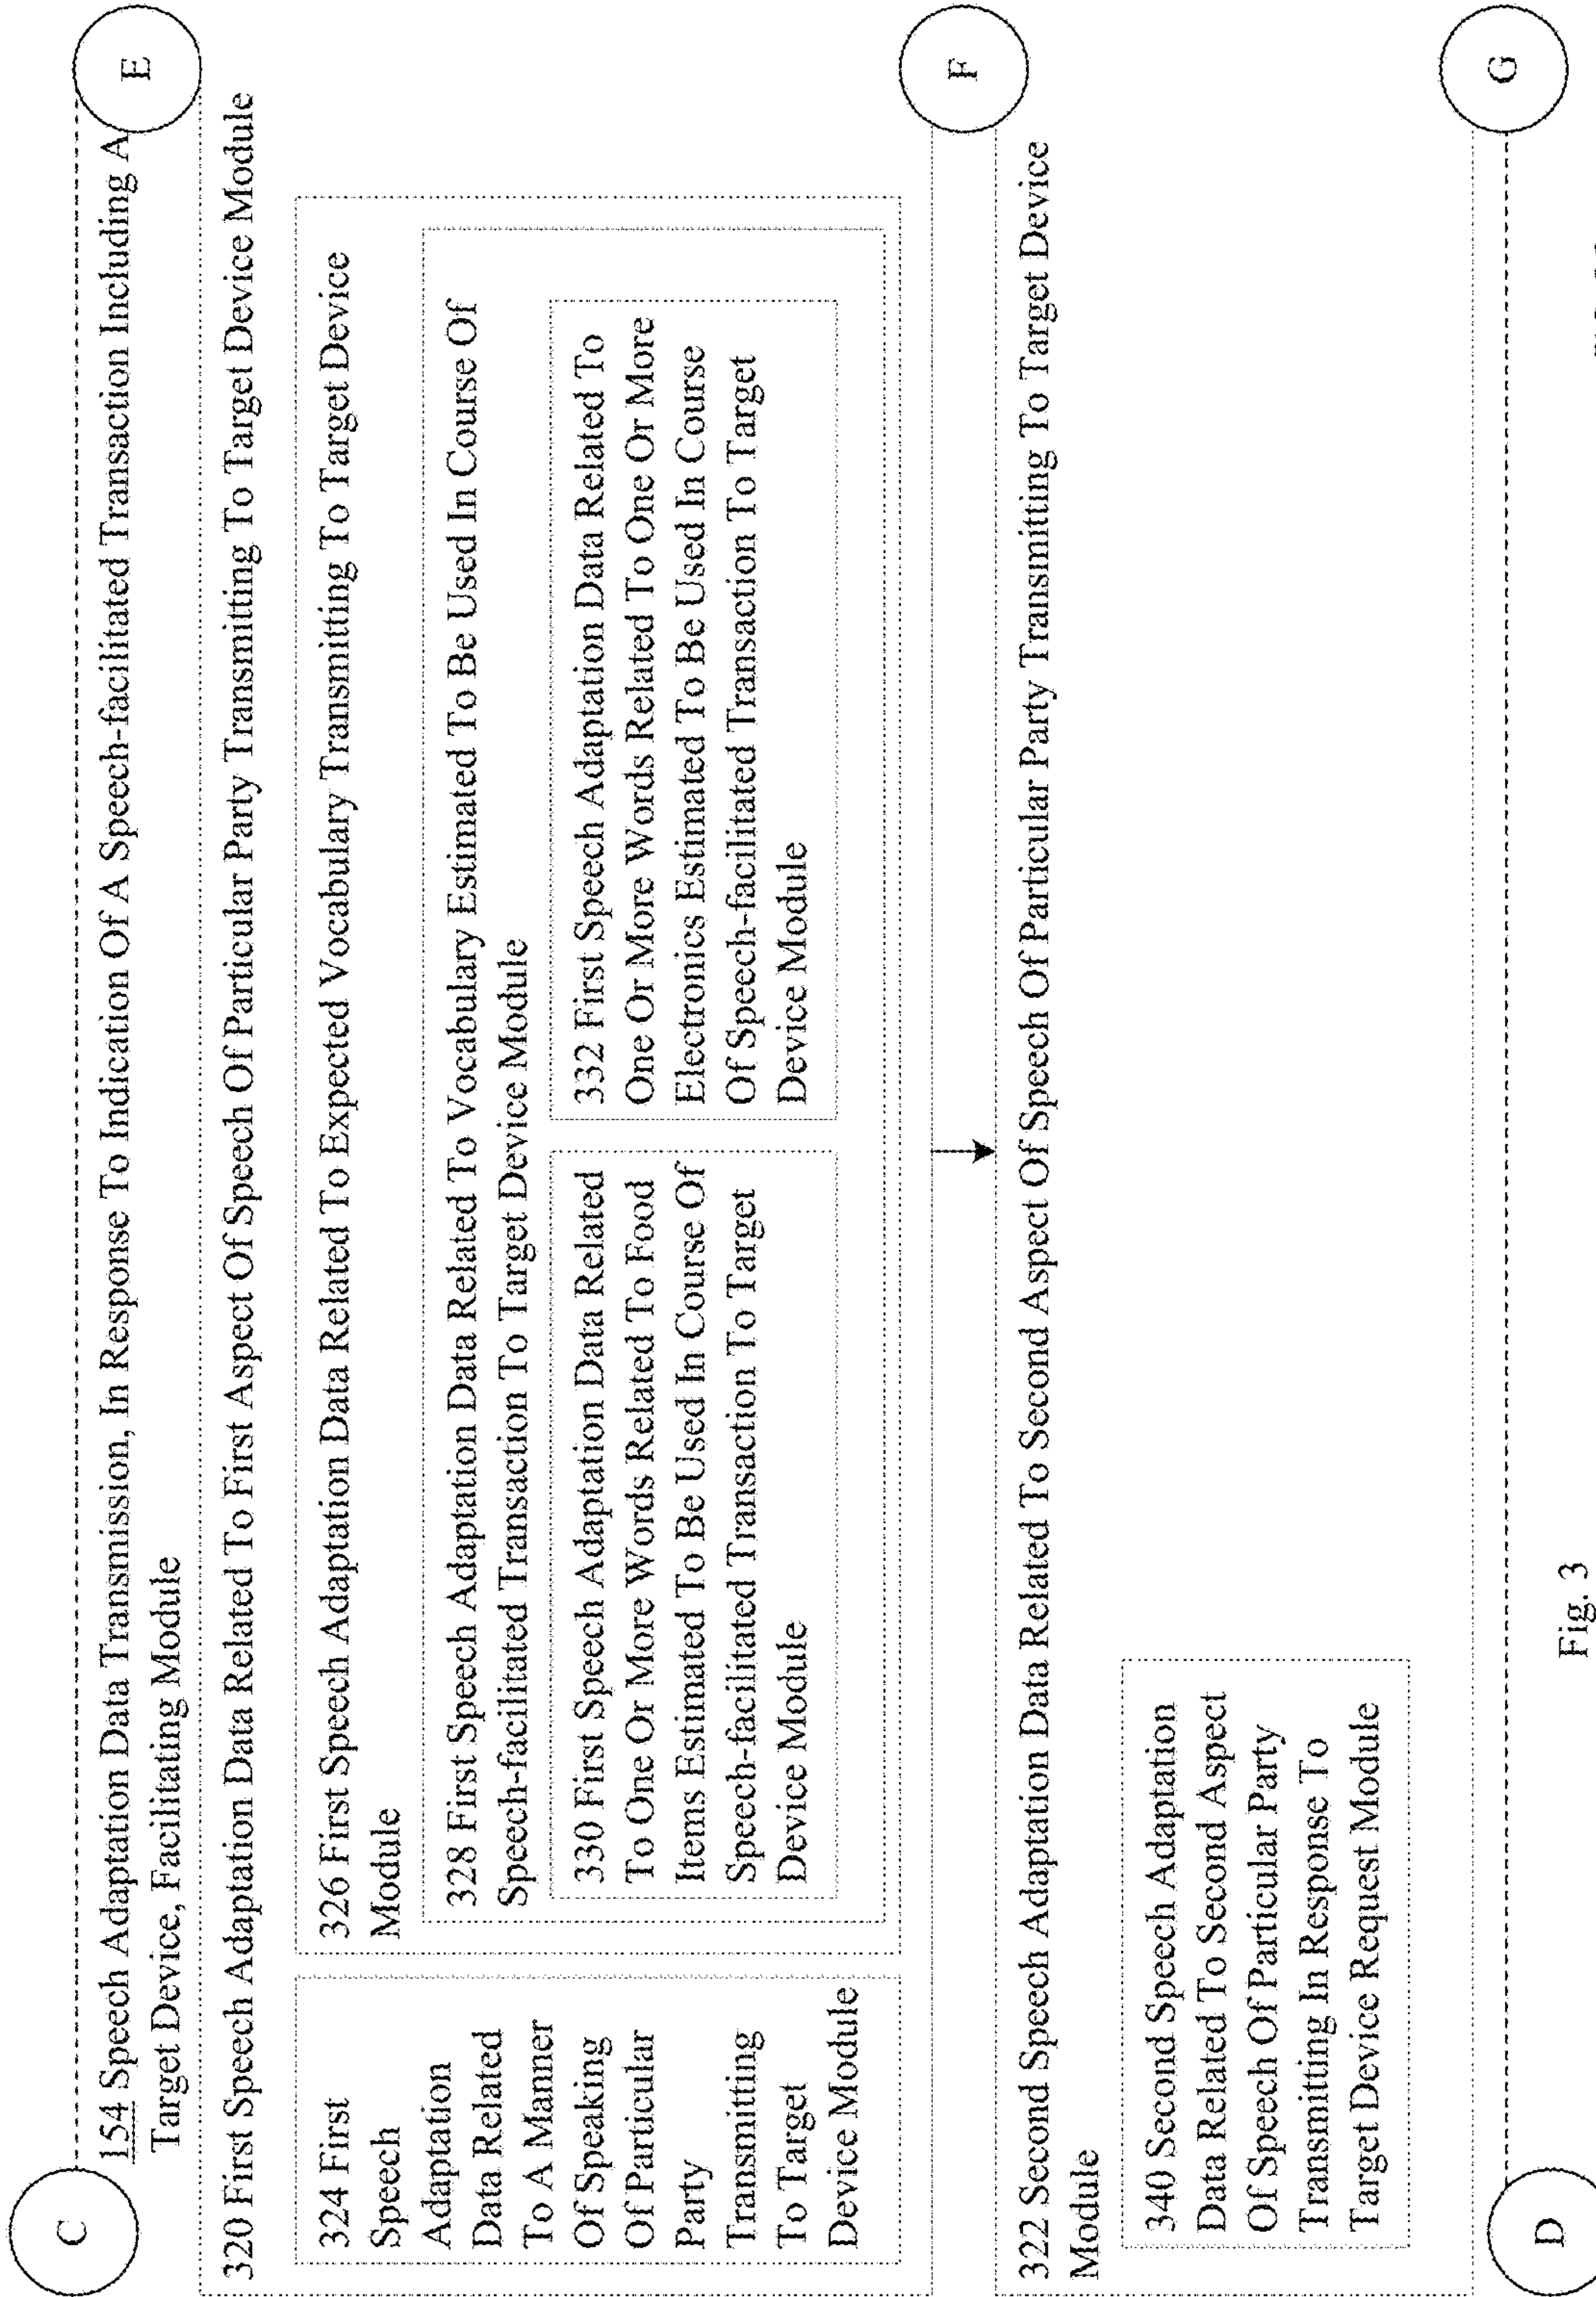 C
E
154 Speech Adaptation Data Transmission, In Response To Indication Of A Speech-facilitated Transaction Including A
Target Device, Facilitating Module
320 First Speech Adaptation Data Related To First Aspect Of Speech Of Particular Party Transmitting To Target Device Module
324 First
Speech
Adaptation
Data Related
To A Manner
Of Speaking
Of Particular
Party
Transmitting
To Target
Device Module
326 First Speech Adaptation Data Related To Expected Vocabulary Transmitting To Target Device
Module
328 First Speech Adaptation Data Related To Vocabulary Estimated To Be Used In Course Of
Speech-facilitated Transaction To Target Device Module
330 First Speech Adaptation Data Related
To One Or More Words Related To Food
Items Estimated To Be Used In Course Of
Speech-facilitated Transaction To Target
Device Module
332 First Speech Adaptation Data Related To
One Or More Words Related To One Or More
Electronics Estimated To Be Used In Course
Of Speech-facilitated Transaction To Target
Device Module
F
322 Second Speech Adaptation Data Related To Second Aspect Of Speech Of Particular Party Transmitting To Target Device
Module
340 Second Speech Adaptation
Data Related To Second Aspect
Of Speech Of Particular Party
Transmitting In Response To
Target Device Request Module
D
G
Fig. 3